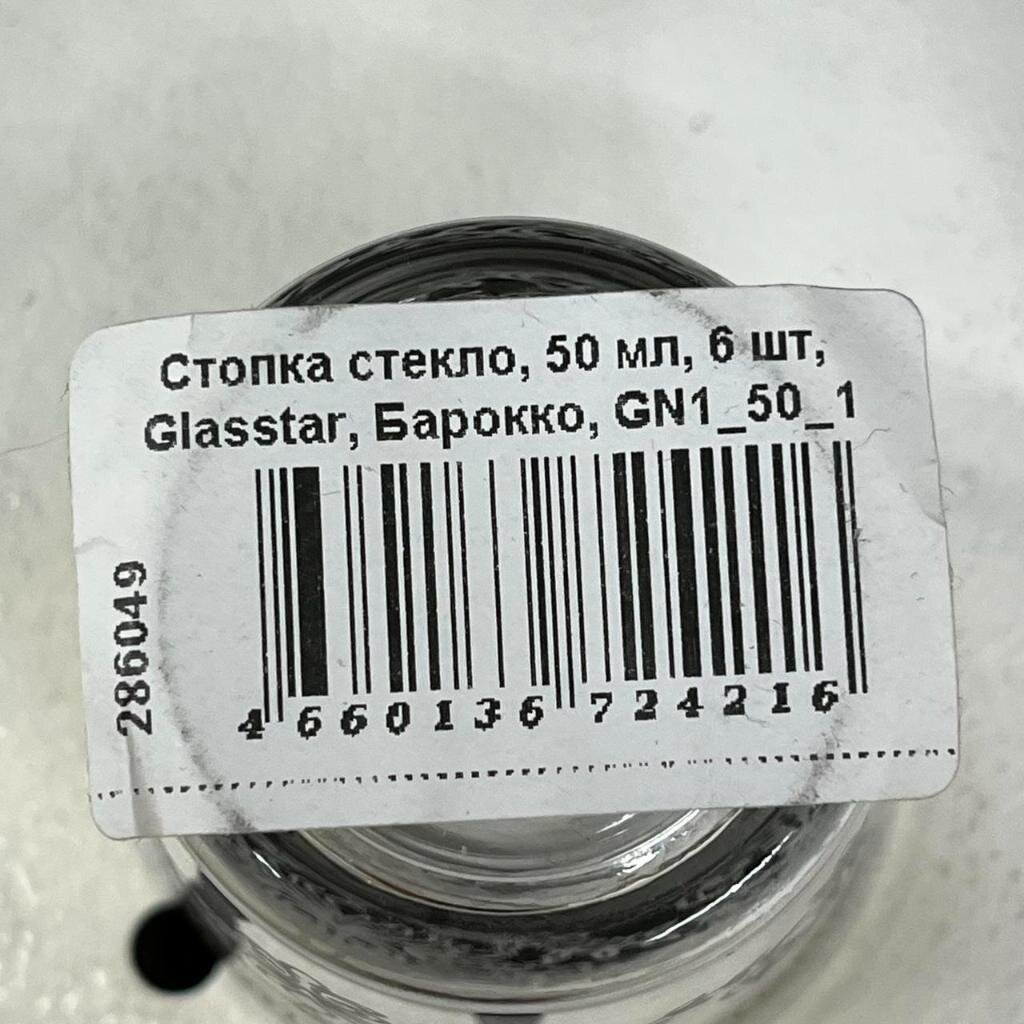 Стопка стекло, 50 мл, 6 шт,
Glasstar, Барокко, GN1_50_1
286049
4 660136 724216